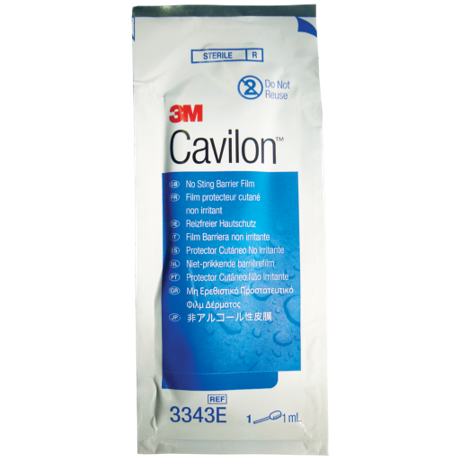 STERILE R
2 Do Not
Reuse
3M
Cavilon™
GB No Sting Barrier Film
FR Film protecteur cutané
non irritant
DE Reizfreier Hautschutz
IT Film Barriera non irritante
ES Protector Cutáneo No Irritante
NL Niet-prikkende barrièrefilm
PT Protector Cutâneo Não Irritante
GR Μη Ερεθιστικό Προστατευτικό
Φιλμ Δέρματος
JP 非アルコール性皮膜
REF
3343E
1 1 ml.